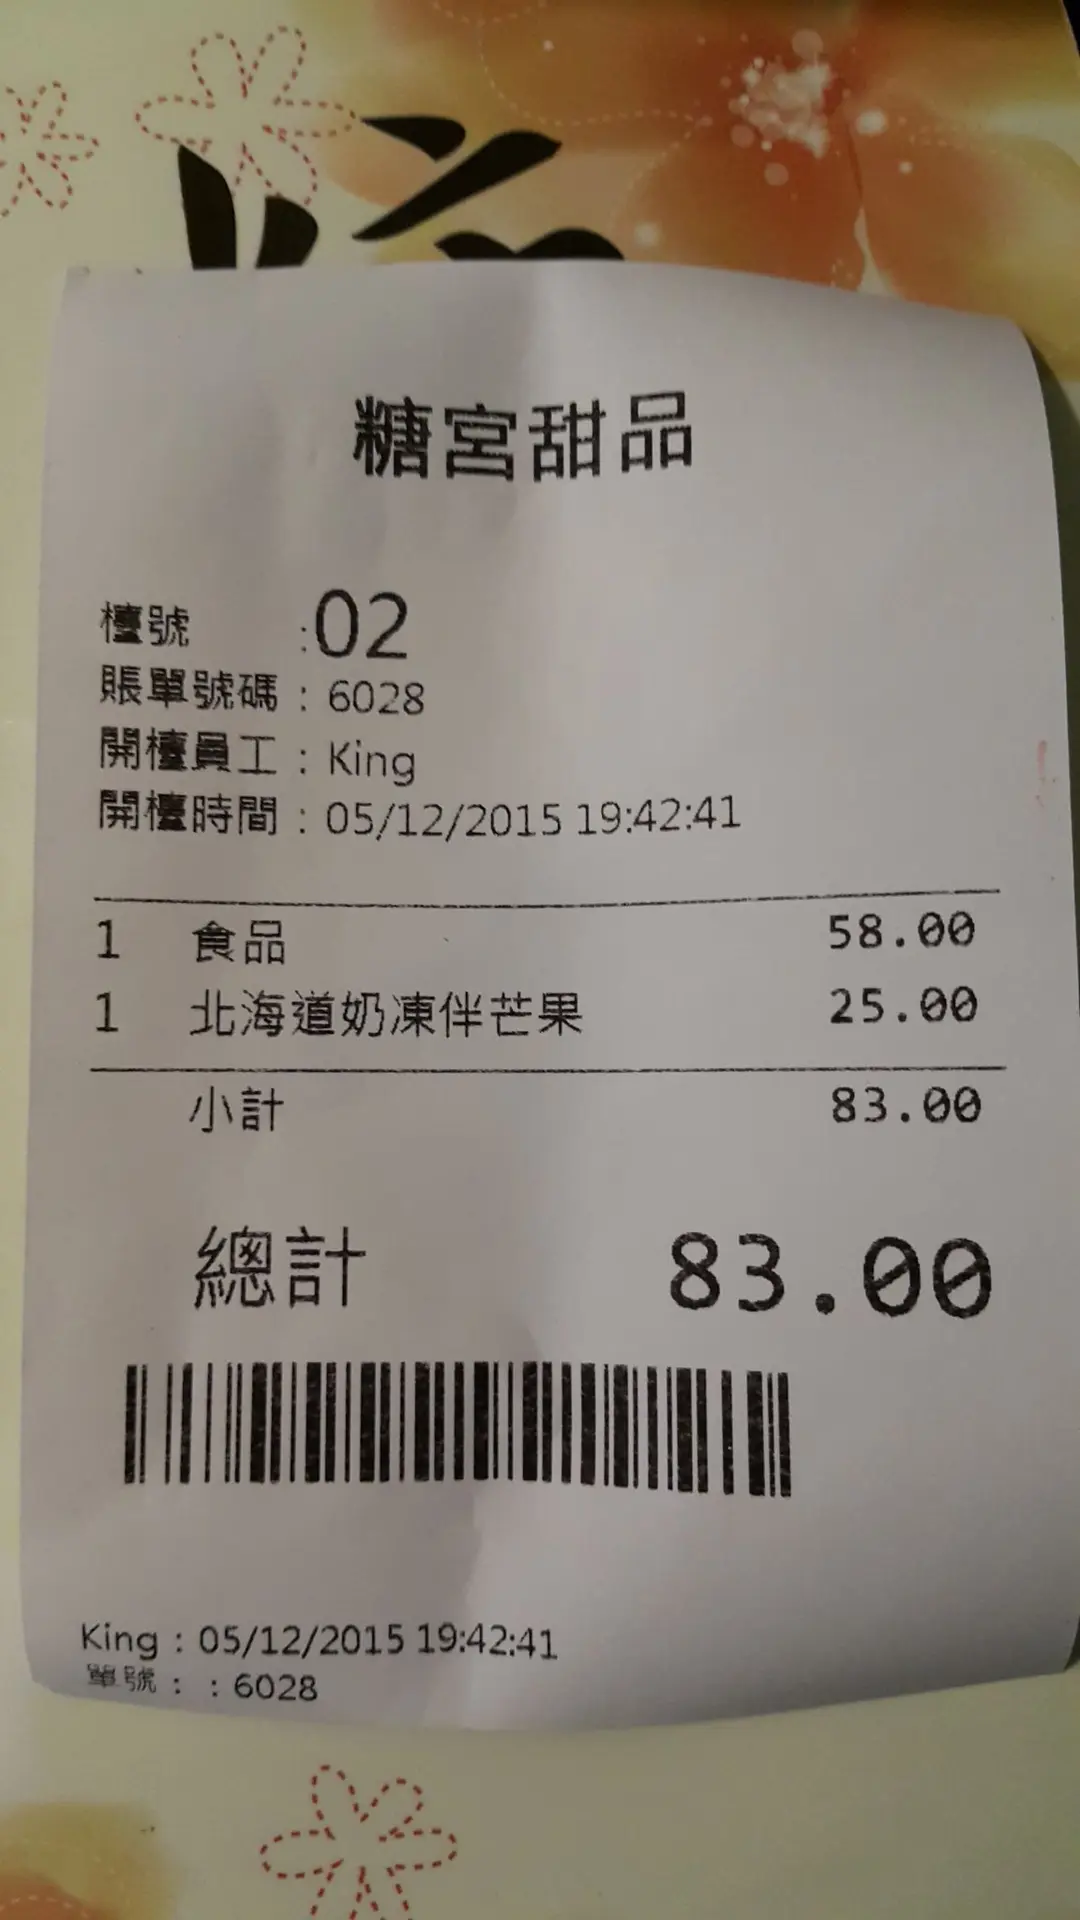 糖宮甜品
檯號 :02
賬單號碼 : 6028
開檯員工 : King
開檯時間 : 05/12/2015 19:42:41
1 食品 58.00
1 北海道奶凍伴芒果 25.00
小計 83.00
總計 83.00
King : 05/12/2015 19:42:41
單號 : : 6028